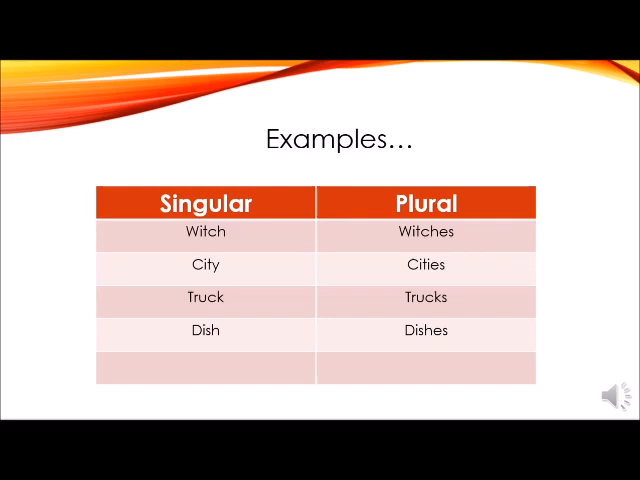 Examples…
Singular Plural
Witch Witches
City Cities
Truck Trucks
Dish Dishes